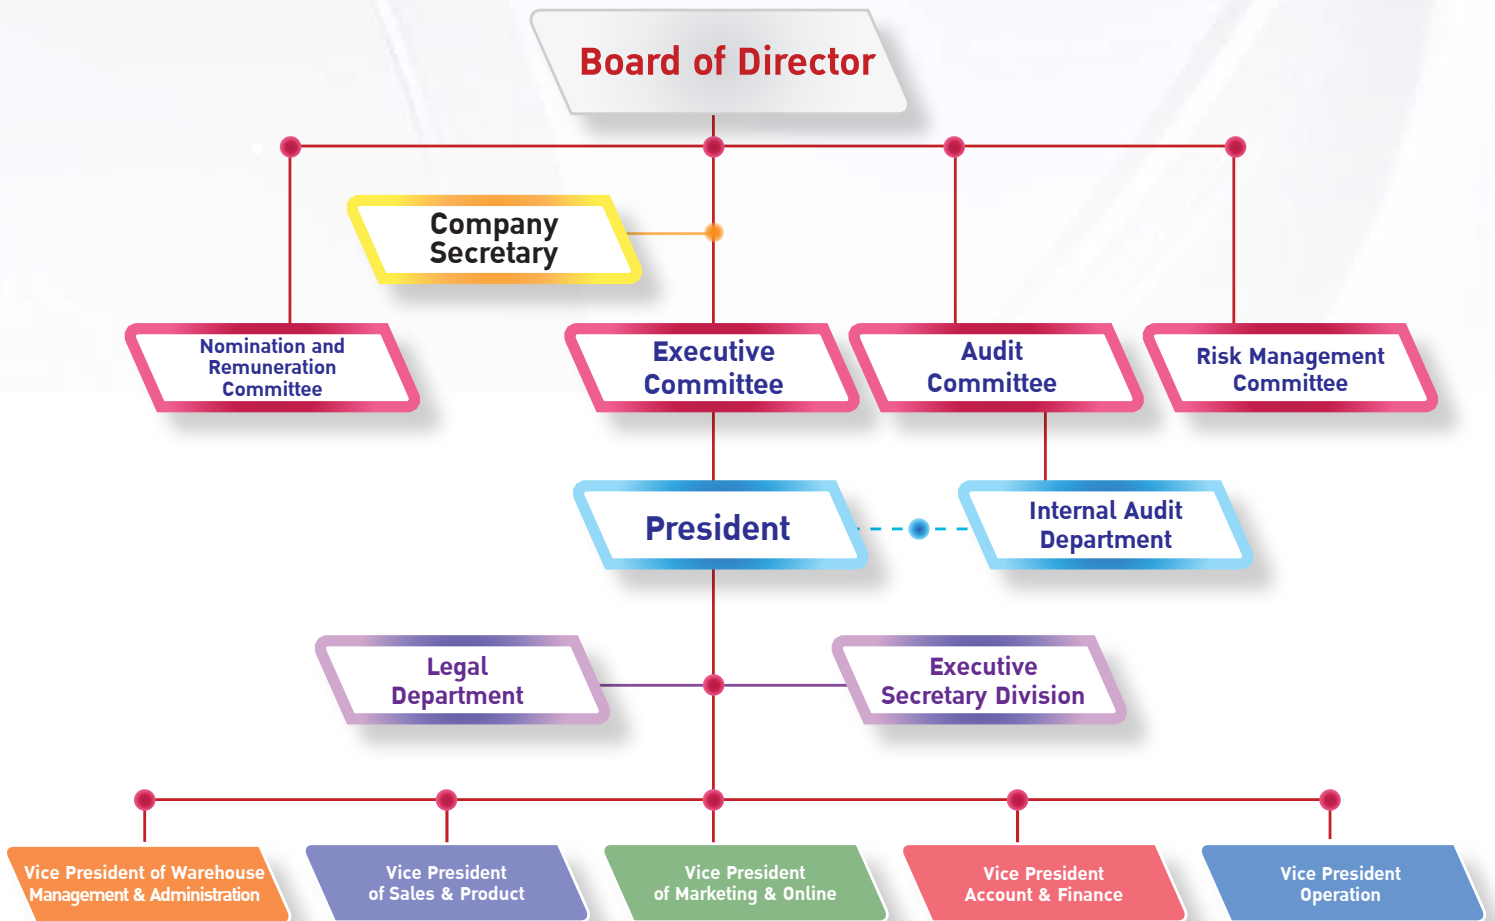 Board of Director
Company
Secretary
Nomination and
Remuneration
Committee
Executive
Committee
Audit
Committee
Risk Management
Committee
President
Internal Audit
Department
Legal
Department
Executive
Secretary Division
Vice President of Warehouse
Management & Administration
Vice President
of Sales & Product
Vice President
of Marketing & Online
Vice President
Account & Finance
Vice President
Operation